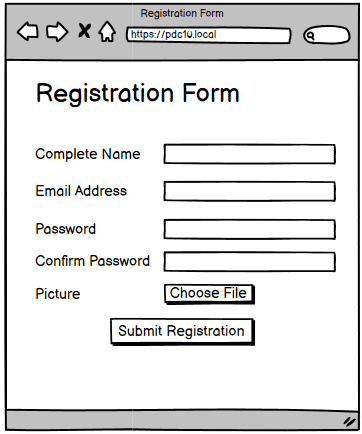 Registration Form
https://pdc10.local
Registration Form
Complete Name
Email Address
Password
Confirm Password
Picture Choose File
Submit Registration